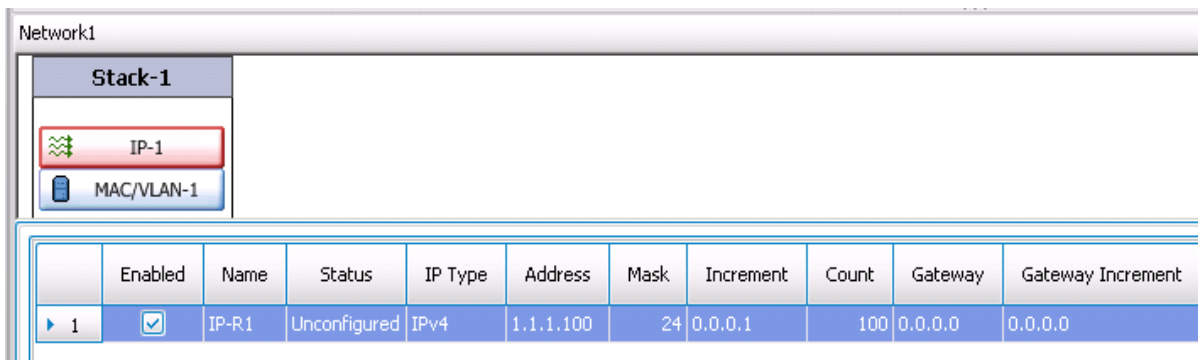 Network1
Stack-1
IP-1
MAC/VLAN-1
Enabled Name Status IP Type Address Mask Increment Count Gateway Gateway Increment
1 IP-R1 Unconfigured IPv4 1.1.1.100 24 0.0.0.1 100 0.0.0.0 0.0.0.0